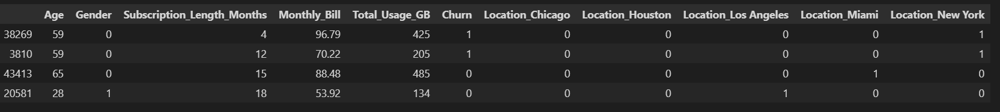 Age Gender Subscription_Length_Months Monthly_Bill Total_Usage_GB Churn Location_Chicago Location_Houston Location_Los Angeles Location_Miami Location_New York
38269 59 0 4 96.79 425 1 0 0 0 0 1
3810 59 0 12 70.22 205 1 0 0 0 0 1
43413 65 0 15 88.48 485 0 0 0 0 1 0
20581 28 1 18 53.92 134 0 0 0 1 0 0